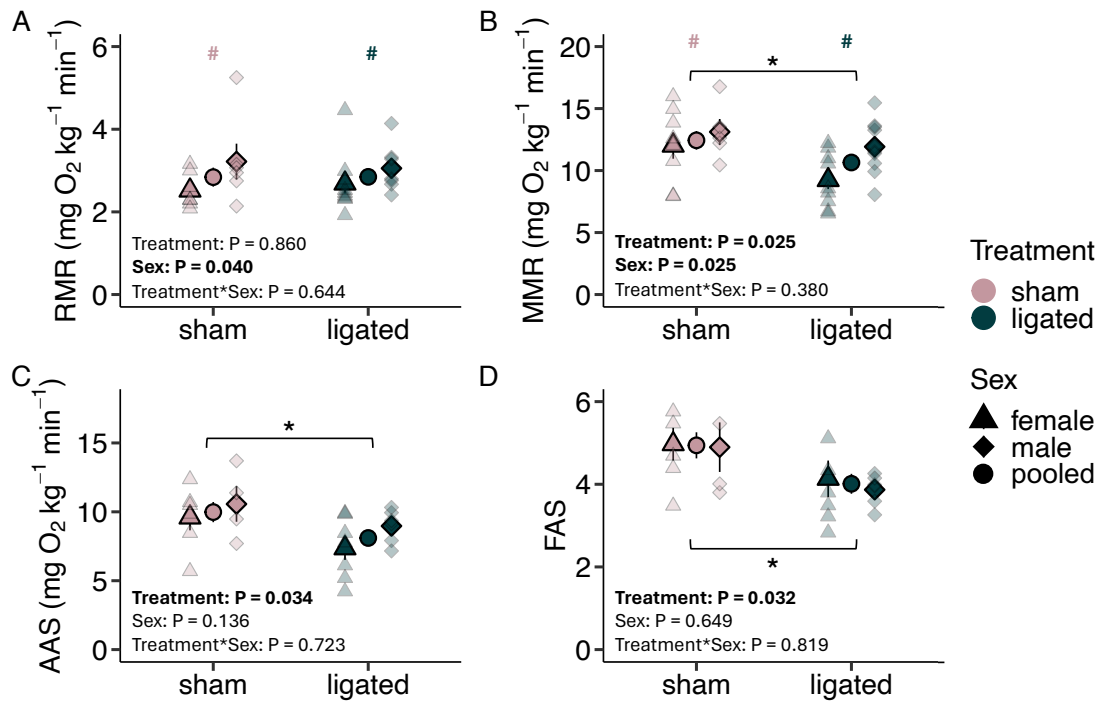 A
RMR (mg O₂ kg⁻¹ min⁻¹)
6
4
2
0
#
#
Treatment: P = 0.860
Sex: P = 0.040
Treatment*Sex: P = 0.644
sham
ligated
B
MMR (mg O₂ kg⁻¹ min⁻¹)
20
15
10
5
0
#
#
*
Treatment: P = 0.025
Sex: P = 0.025
Treatment*Sex: P = 0.380
sham
ligated
Treatment
sham
ligated
Sex
female
male
pooled
C
AAS (mg O₂ kg⁻¹ min⁻¹)
15
10
5
0
*
Treatment: P = 0.034
Sex: P = 0.136
Treatment*Sex: P = 0.723
sham
ligated
D
FAS
6
4
2
0
*
Treatment: P = 0.032
Sex: P = 0.649
Treatment*Sex: P = 0.819
sham
ligated